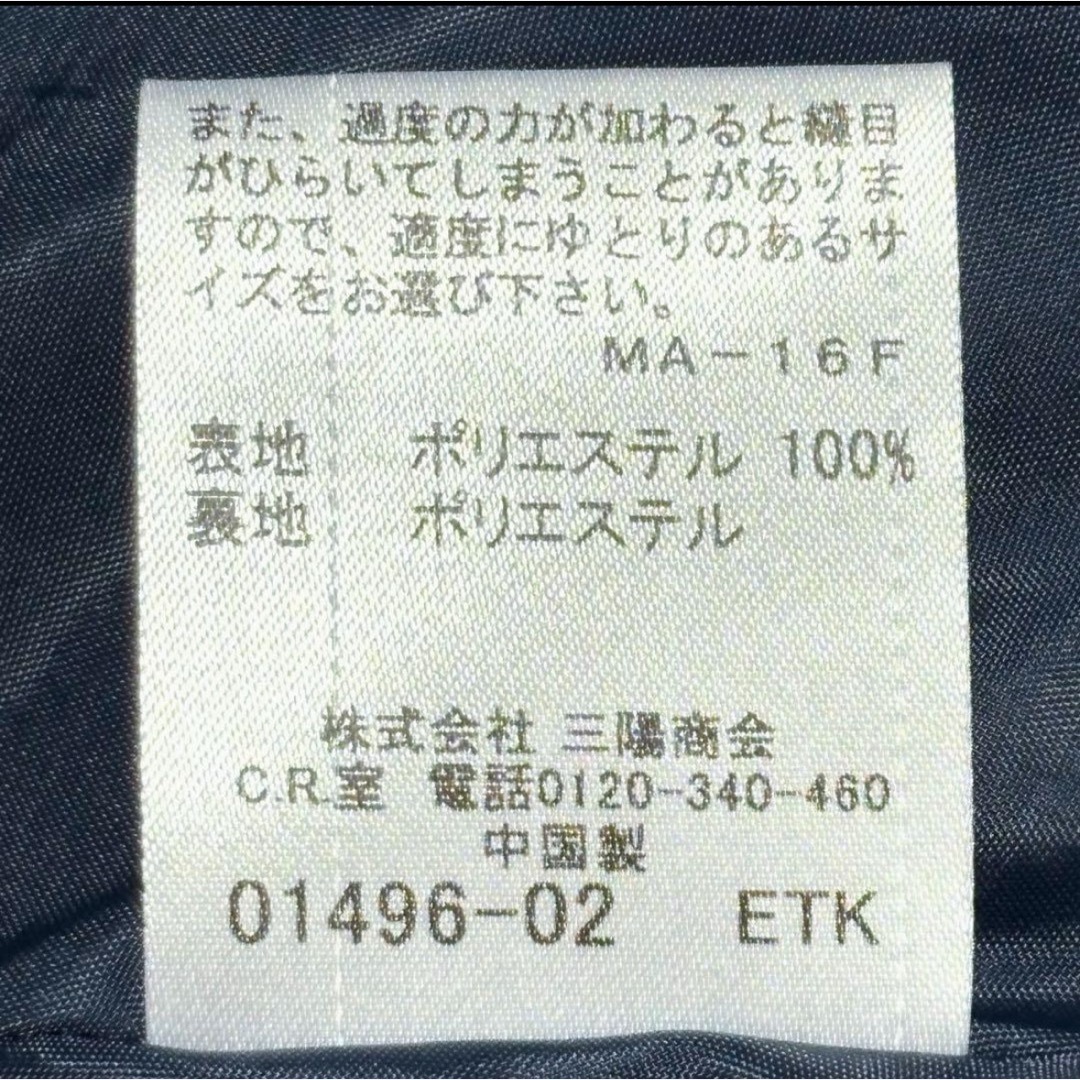 また、過度の力が加わると縫目
がひらいてしまうことがありま
すので、適度にゆとりのあるサ
イズをお選び下さい。
MA-16F
表地 ポリエステル 100%
裏地 ポリエステル
株式会社 三陽商会
C.R.室 電話0120-340-460
中国製
01496-02 ETK